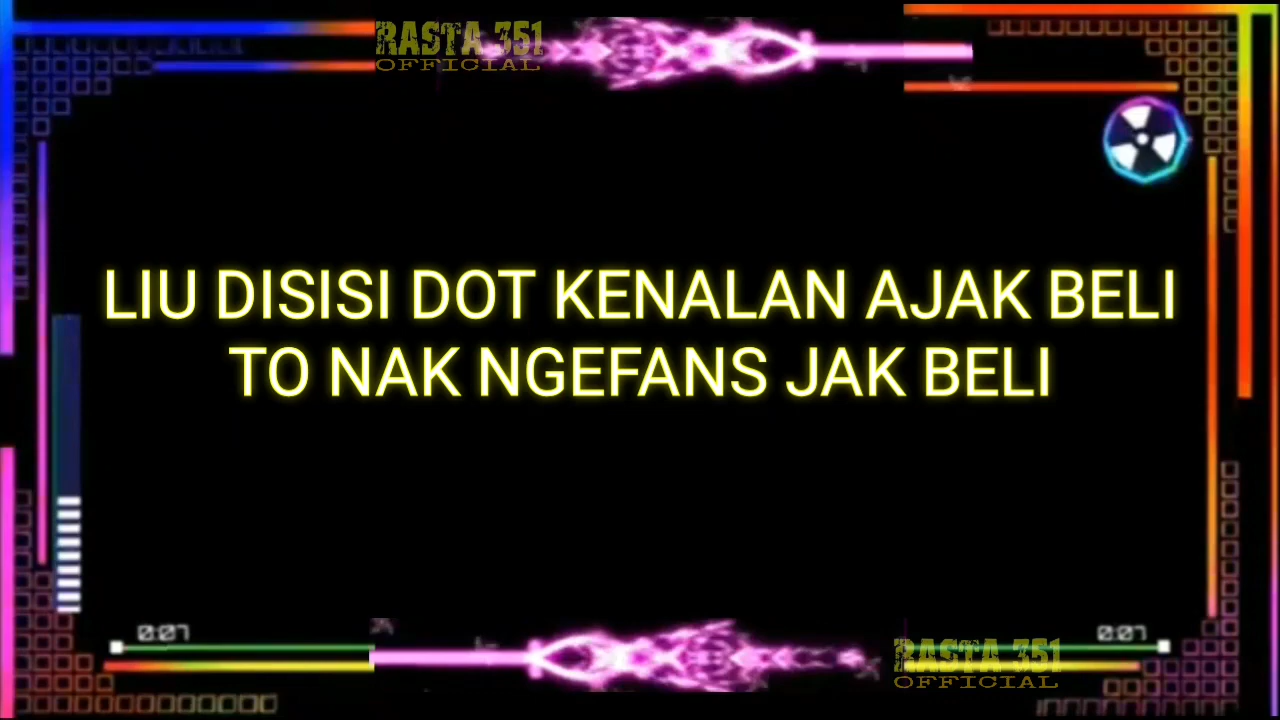 RASTA 351
OFFICIAL
LIU DISISI DOT KENALAN AJAK BELI
TO NAK NGEFANS JAK BELI
0:07
0:07
RASTA 351
OFFICIAL